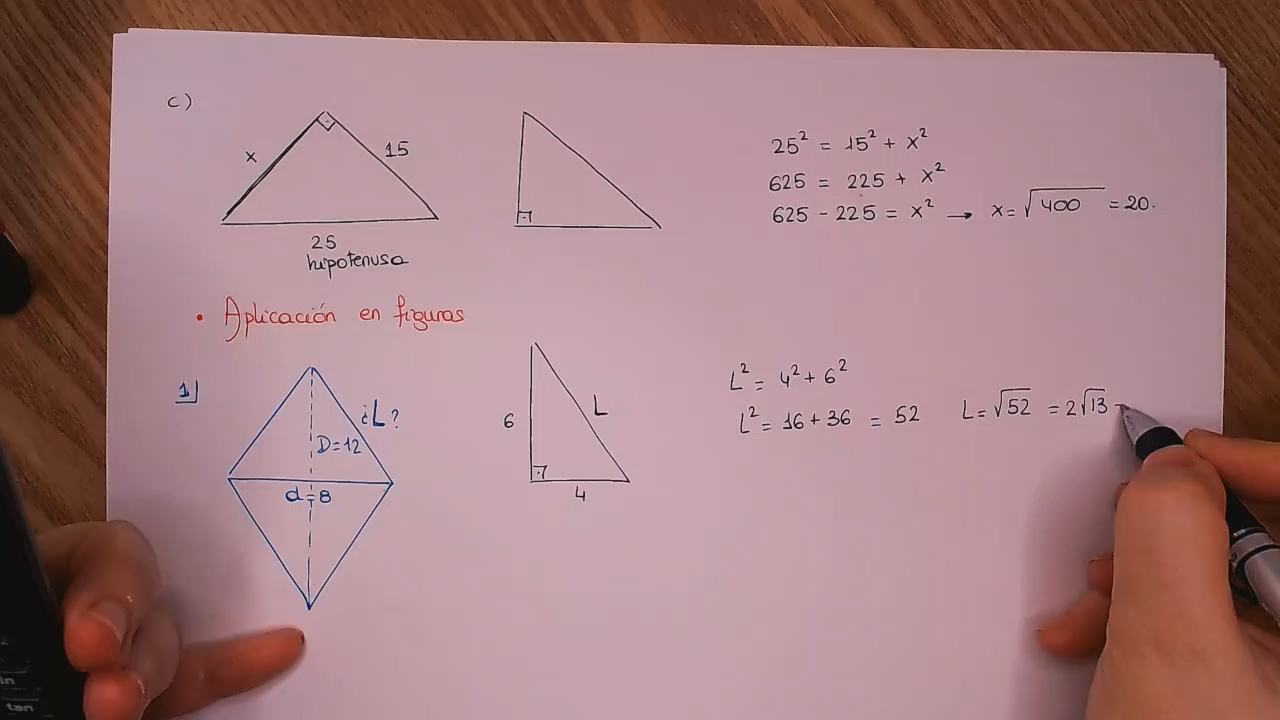 c)
x
15
25
hipotenusa
25² = 15² + x²
625 = 225 + x²
625 - 225 = x² → x = √400 = 20.
• Aplicación en figuras
1]
¿L?
D=12
d=8
6
L
4
L² = 4² + 6²
L² = 16 + 36 = 52 L = √52 = 2√13
tan